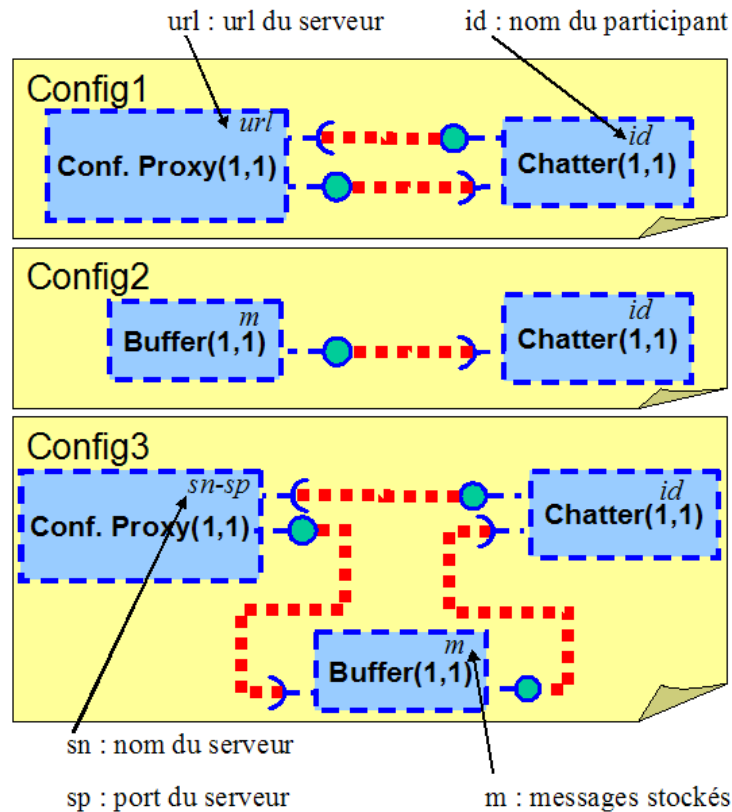 url : url du serveur
id : nom du participant
Config1
url
Conf. Proxy(1,1)
id
Chatter(1,1)
Config2
m
Buffer(1,1)
id
Chatter(1,1)
Config3
sn-sp
Conf. Proxy(1,1)
id
Chatter(1,1)
m
Buffer(1,1)
sn : nom du serveur
sp : port du serveur
m : messages stockés